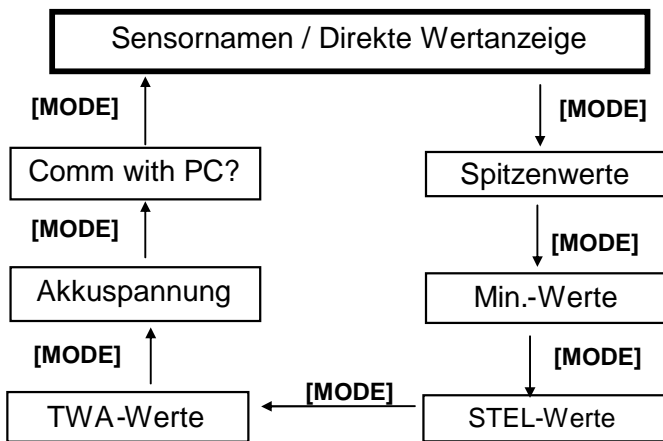 Sensornamen / Direkte Wertanzeige
[MODE]
[MODE]
Comm with PC?
Spitzenwerte
[MODE]
[MODE]
Akkuspannung
Min.-Werte
[MODE]
[MODE]
[MODE]
TWA-Werte
STEL-Werte